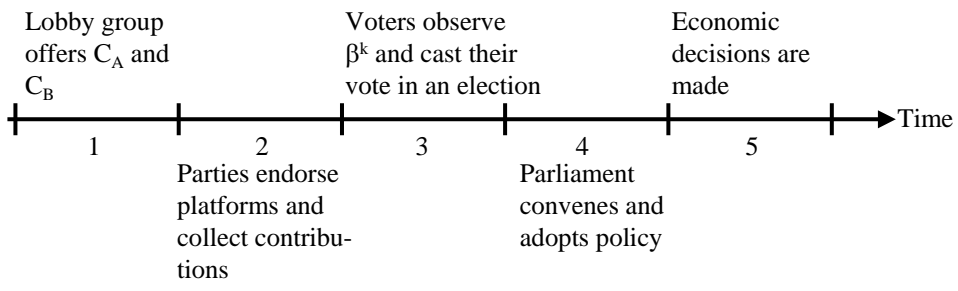 Lobby group
offers C_A and
C_B
Voters observe
β^k and cast their
vote in an election
Economic
decisions are
made
Time
1
2
3
4
5
Parties endorse
platforms and
collect contribu-
tions
Parliament
convenes and
adopts policy